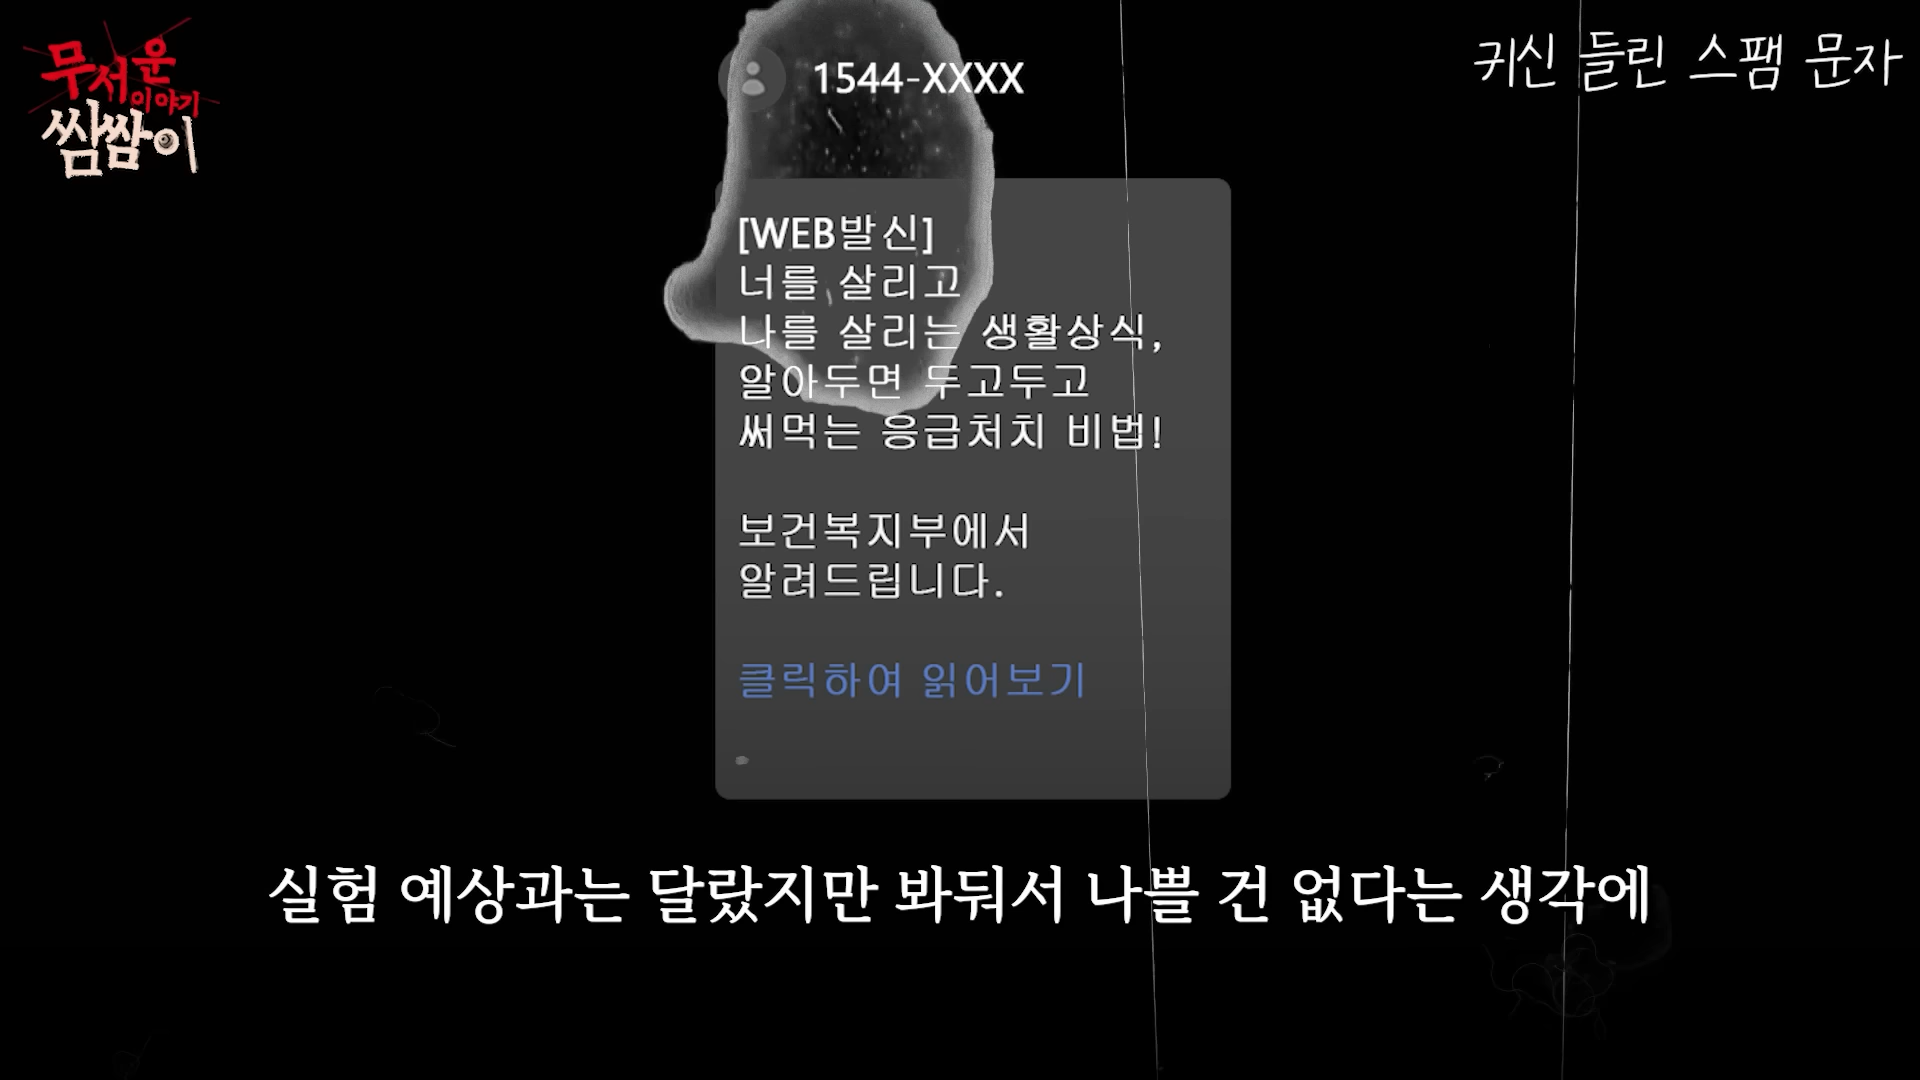 무서운
이야기
씸쌈이
귀신 들린 스팸 문자
1544-XXXX
[WEB발신]
너를 살리고
나를 살리는 생활상식,
알아두면 두고두고
써먹는 응급처치 비법!
보건복지부에서
알려드립니다.
클릭하여 읽어보기
실험 예상과는 달랐지만 봐둬서 나쁠 건 없다는 생각에